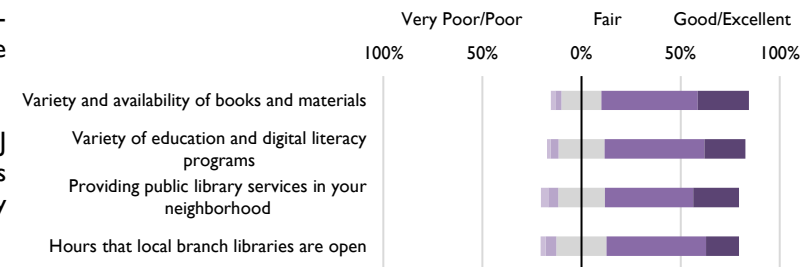 Very Poor/Poor Fair Good/Excellent
100% 50% 0% 50% 100%
Variety and availability of books and materials
Variety of education and digital literacy
programs
Providing public library services in your
neighborhood
Hours that local branch libraries are open